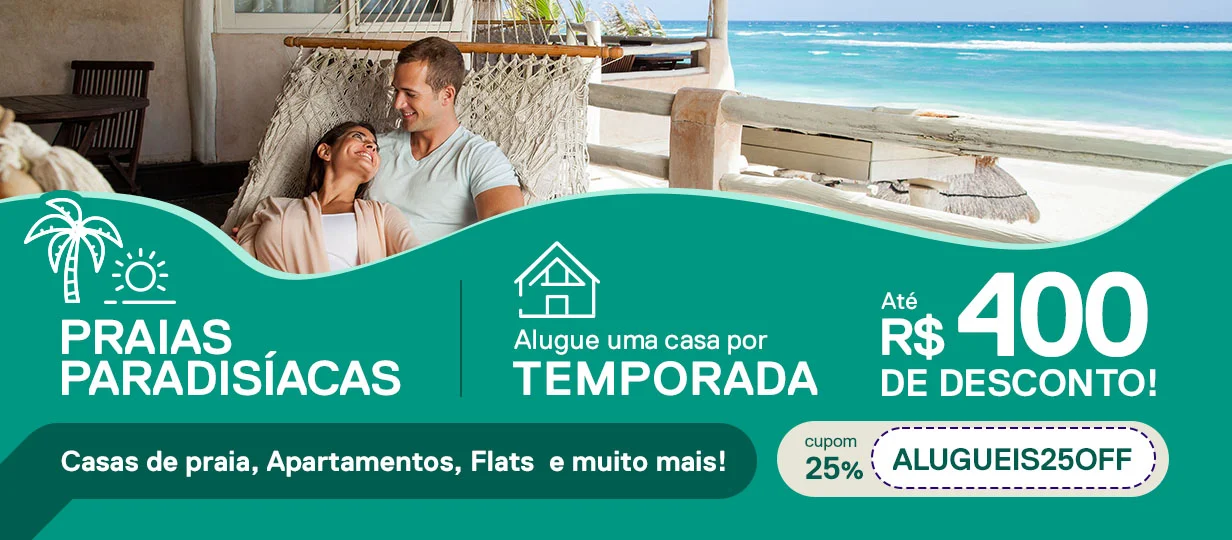 PRAIAS
PARADISÍACAS
Alugue uma casa por
TEMPORADA
Até
R$ 400
DE DESCONTO!
Casas de praia, Apartamentos, Flats e muito mais!
cupom
25%
ALUGUEIS25OFF